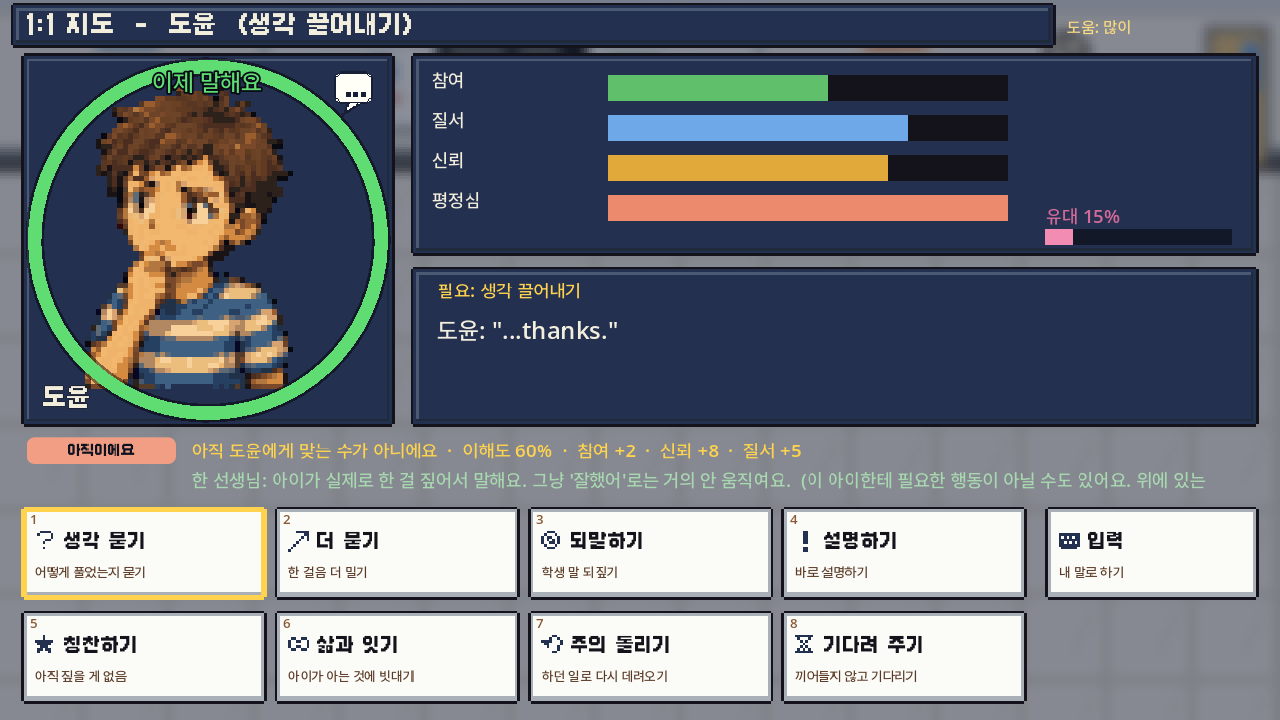 1:1 지도 - 도윤 (생각 끌어내기)
도움: 많이
이제 말해요
도윤
참여
질서
신뢰
평정심
유대 15%
필요: 생각 끌어내기
도윤: "...thanks."
아직이에요
아직 도윤에게 맞는 수가 아니에요 · 이해도 60% · 참여 +2 · 신뢰 +8 · 질서 +5
한 선생님: 아이가 실제로 한 걸 짚어서 말해요. 그냥 '잘했어'로는 거의 안 움직여요. (이 아이한테 필요한 행동이 아닐 수도 있어요. 위에 있는
1
생각 묻기
어떻게 풀었는지 묻기
2
더 묻기
한 걸음 더 밀기
3
되말하기
학생 말 되짚기
4
설명하기
바로 설명하기
입력
내 말로 하기
5
칭찬하기
아직 짚을 게 없음
6
삶과 잇기
아이가 아는 것에 빗대기
7
주의 돌리기
하던 일로 다시 데려오기
8
기다려 주기
끼어들지 않고 기다리기